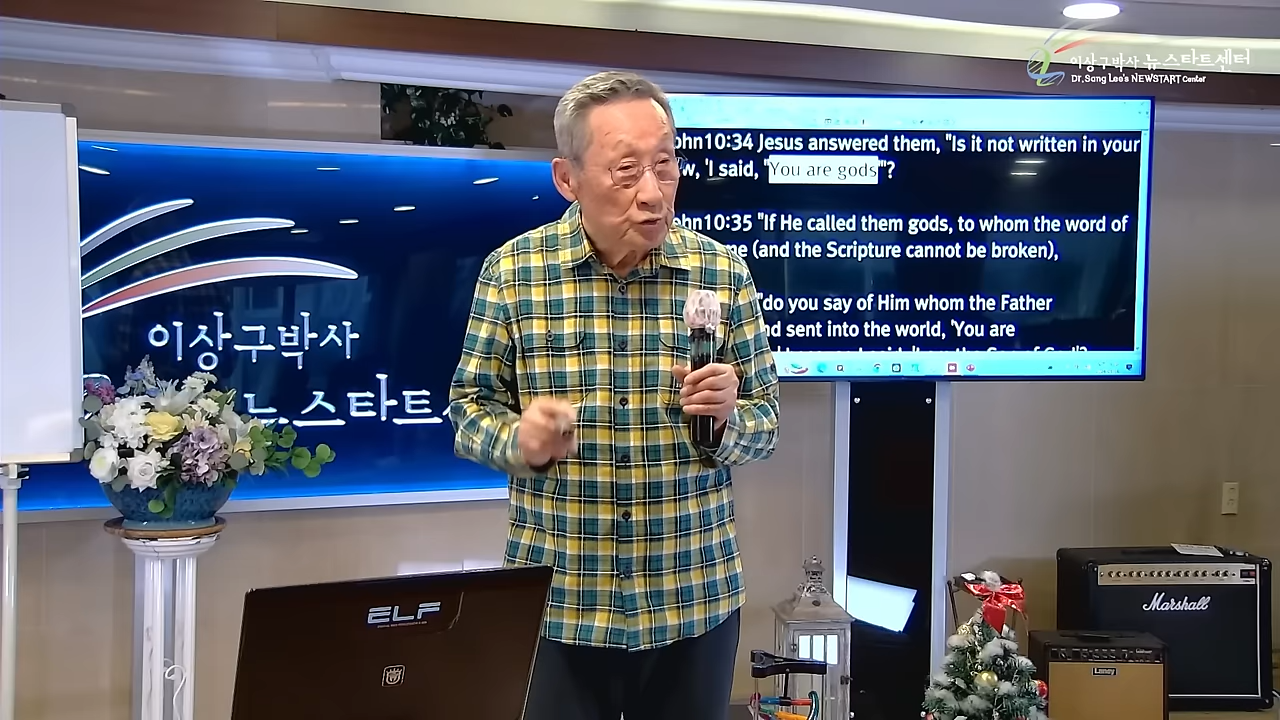 이상구박사 뉴스타트센터
Dr. Sang Lee's NEWSTART Center
ohn10:34 Jesus answered them, "Is it not written in your
w, 'I said, "You are gods"'?
ohn10:35 "If He called them gods, to whom the word of
me (and the Scripture cannot be broken),
"do you say of Him whom the Father
nd sent into the world, 'You are
이상구박사
뉴스타트
ELF
Marshall
Laney